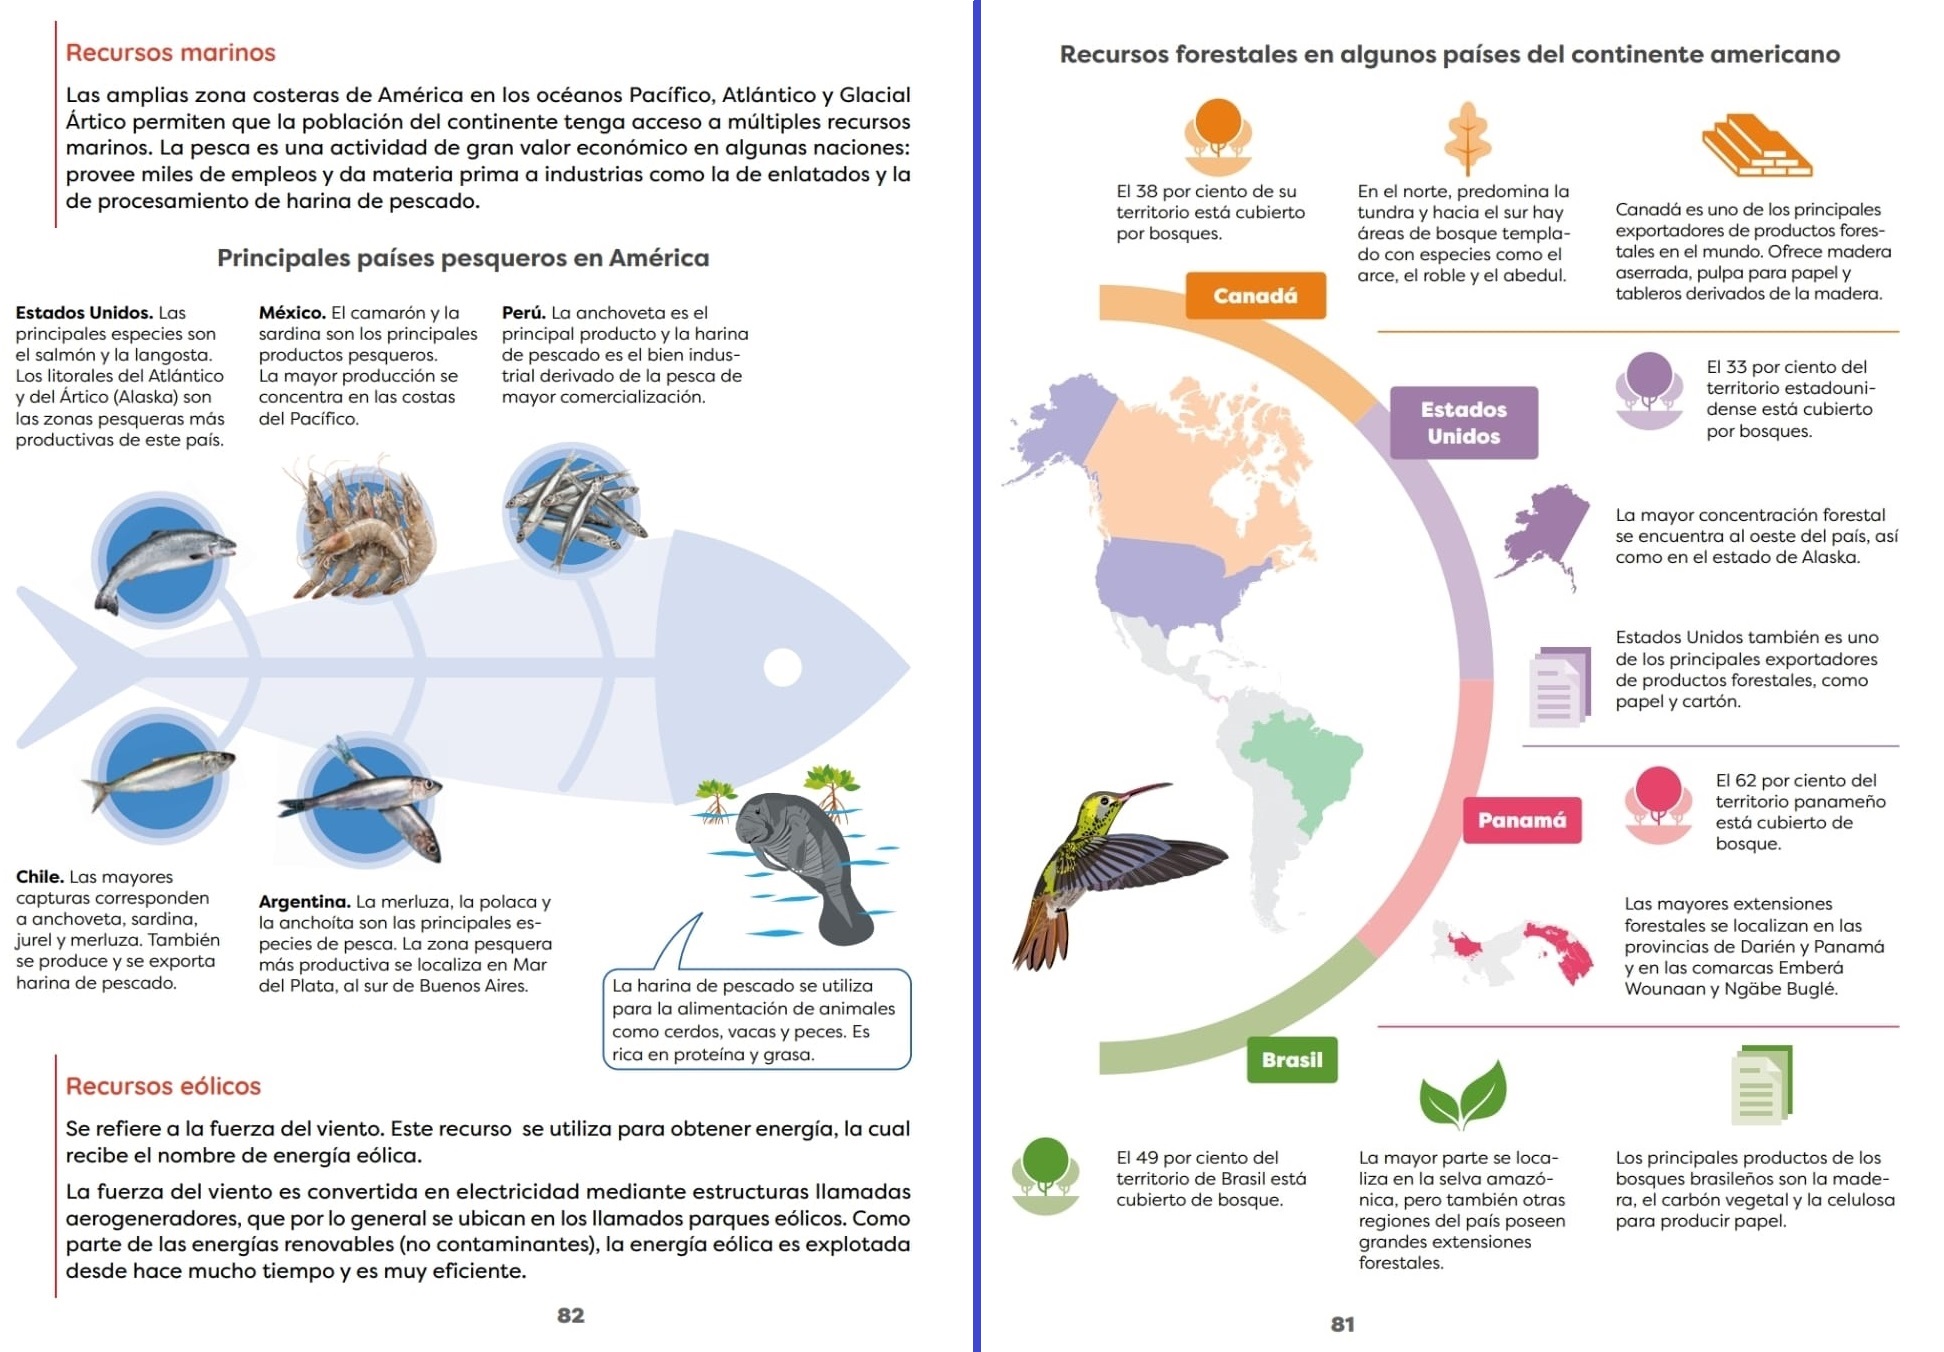 Recursos marinos
Las amplias zona costeras de América en los océanos Pacífico, Atlántico y Glacial
Ártico permiten que la población del continente tenga acceso a múltiples recursos
marinos. La pesca es una actividad de gran valor económico en algunas naciones:
provee miles de empleos y da materia prima a industrias como la de enlatados y la
de procesamiento de harina de pescado.
Principales países pesqueros en América
Estados Unidos. Las
principales especies son
el salmón y la langosta.
Los litorales del Atlántico
y del Ártico (Alaska) son
las zonas pesqueras más
productivas de este país.
México. El camarón y la
sardina son los principales
productos pesqueros.
La mayor producción se
concentra en las costas
del Pacífico.
Perú. La anchoveta es el
principal producto y la harina
de pescado es el bien indus-
trial derivado de la pesca de
mayor comercialización.
Chile. Las mayores
capturas corresponden
a anchoveta, sardina,
jurel y merluza. También
se produce y se exporta
harina de pescado.
Argentina. La merluza, la polaca y
la anchoíta son las principales es-
pecies de pesca. La zona pesquera
más productiva se localiza en Mar
del Plata, al sur de Buenos Aires.
La harina de pescado se utiliza
para la alimentación de animales
como cerdos, vacas y peces. Es
rica en proteína y grasa.
Recursos eólicos
Se refiere a la fuerza del viento. Este recurso se utiliza para obtener energía, la cual
recibe el nombre de energía eólica.
La fuerza del viento es convertida en electricidad mediante estructuras llamadas
aerogeneradores, que por lo general se ubican en los llamados parques eólicos. Como
parte de las energías renovables (no contaminantes), la energía eólica es explotada
desde hace mucho tiempo y es muy eficiente.
82
Recursos forestales en algunos países del continente americano
El 38 por ciento de su
territorio está cubierto
por bosques.
En el norte, predomina la
tundra y hacia el sur hay
áreas de bosque templa-
do con especies como el
arce, el roble y el abedul.
Canadá es uno de los principales
exportadores de productos fores-
tales en el mundo. Ofrece madera
aserrada, pulpa para papel y
tableros derivados de la madera.
Canadá
Estados
Unidos
El 33 por ciento del
territorio estadouni-
dense está cubierto
por bosques.
La mayor concentración forestal
se encuentra al oeste del país, así
como en el estado de Alaska.
Estados Unidos también es uno
de los principales exportadores
de productos forestales, como
papel y cartón.
Panamá
El 62 por ciento del
territorio panameño
está cubierto de
bosque.
Las mayores extensiones
forestales se localizan en las
provincias de Darién y Panamá
y en las comarcas Emberá
Wounaan y Ngäbe Buglé.
Brasil
El 49 por ciento del
territorio de Brasil está
cubierto de bosque.
La mayor parte se loca-
liza en la selva amazó-
nica, pero también otras
regiones del país poseen
grandes extensiones
forestales.
Los principales productos de los
bosques brasileños son la made-
ra, el carbón vegetal y la celulosa
para producir papel.
81